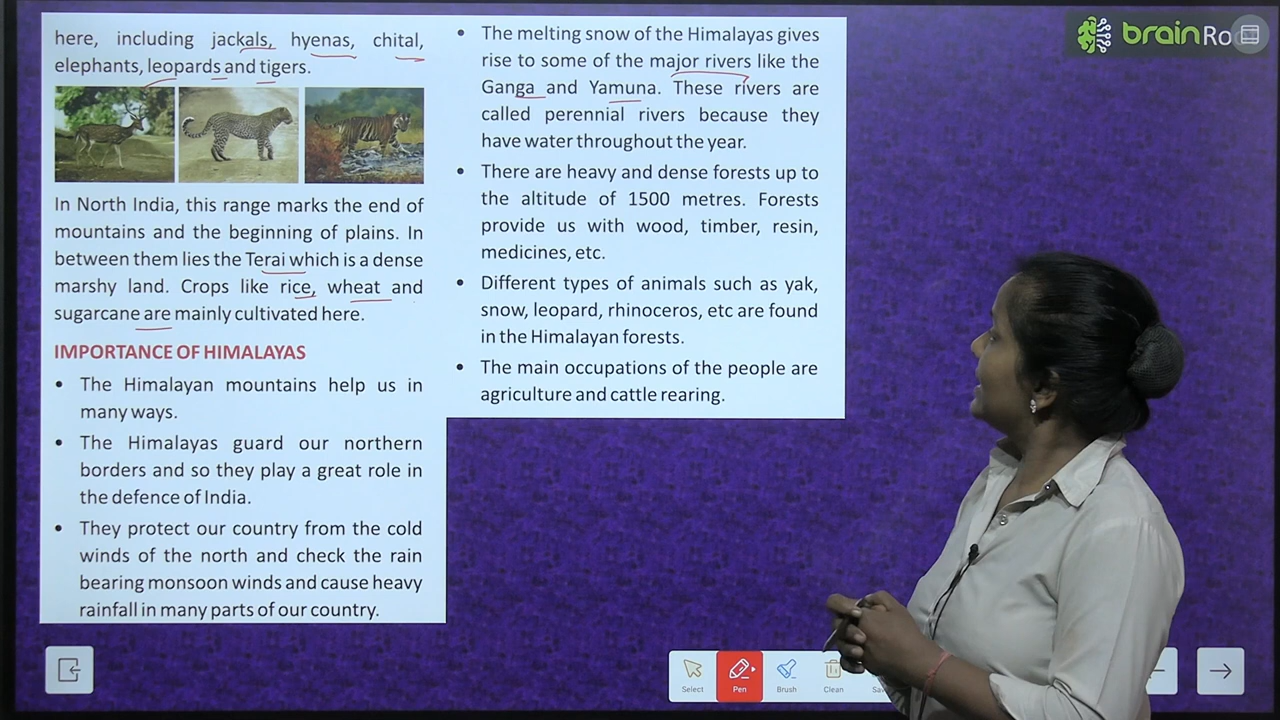 here, including jackals, hyenas, chital,
elephants, leopards and tigers.
In North India, this range marks the end of
mountains and the beginning of plains. In
between them lies the Terai which is a dense
marshy land. Crops like rice, wheat and
sugarcane are mainly cultivated here.
IMPORTANCE OF HIMALAYAS
• The Himalayan mountains help us in
many ways.
• The Himalayas guard our northern
borders and so they play a great role in
the defence of India.
• They protect our country from the cold
winds of the north and check the rain
bearing monsoon winds and cause heavy
rainfall in many parts of our country.
• The melting snow of the Himalayas gives
rise to some of the major rivers like the
Ganga and Yamuna. These rivers are
called perennial rivers because they
have water throughout the year.
• There are heavy and dense forests up to
the altitude of 1500 metres. Forests
provide us with wood, timber, resin,
medicines, etc.
• Different types of animals such as yak,
snow, leopard, rhinoceros, etc are found
in the Himalayan forests.
• The main occupations of the people are
agriculture and cattle rearing.
brain
Select Pen Brush Clean